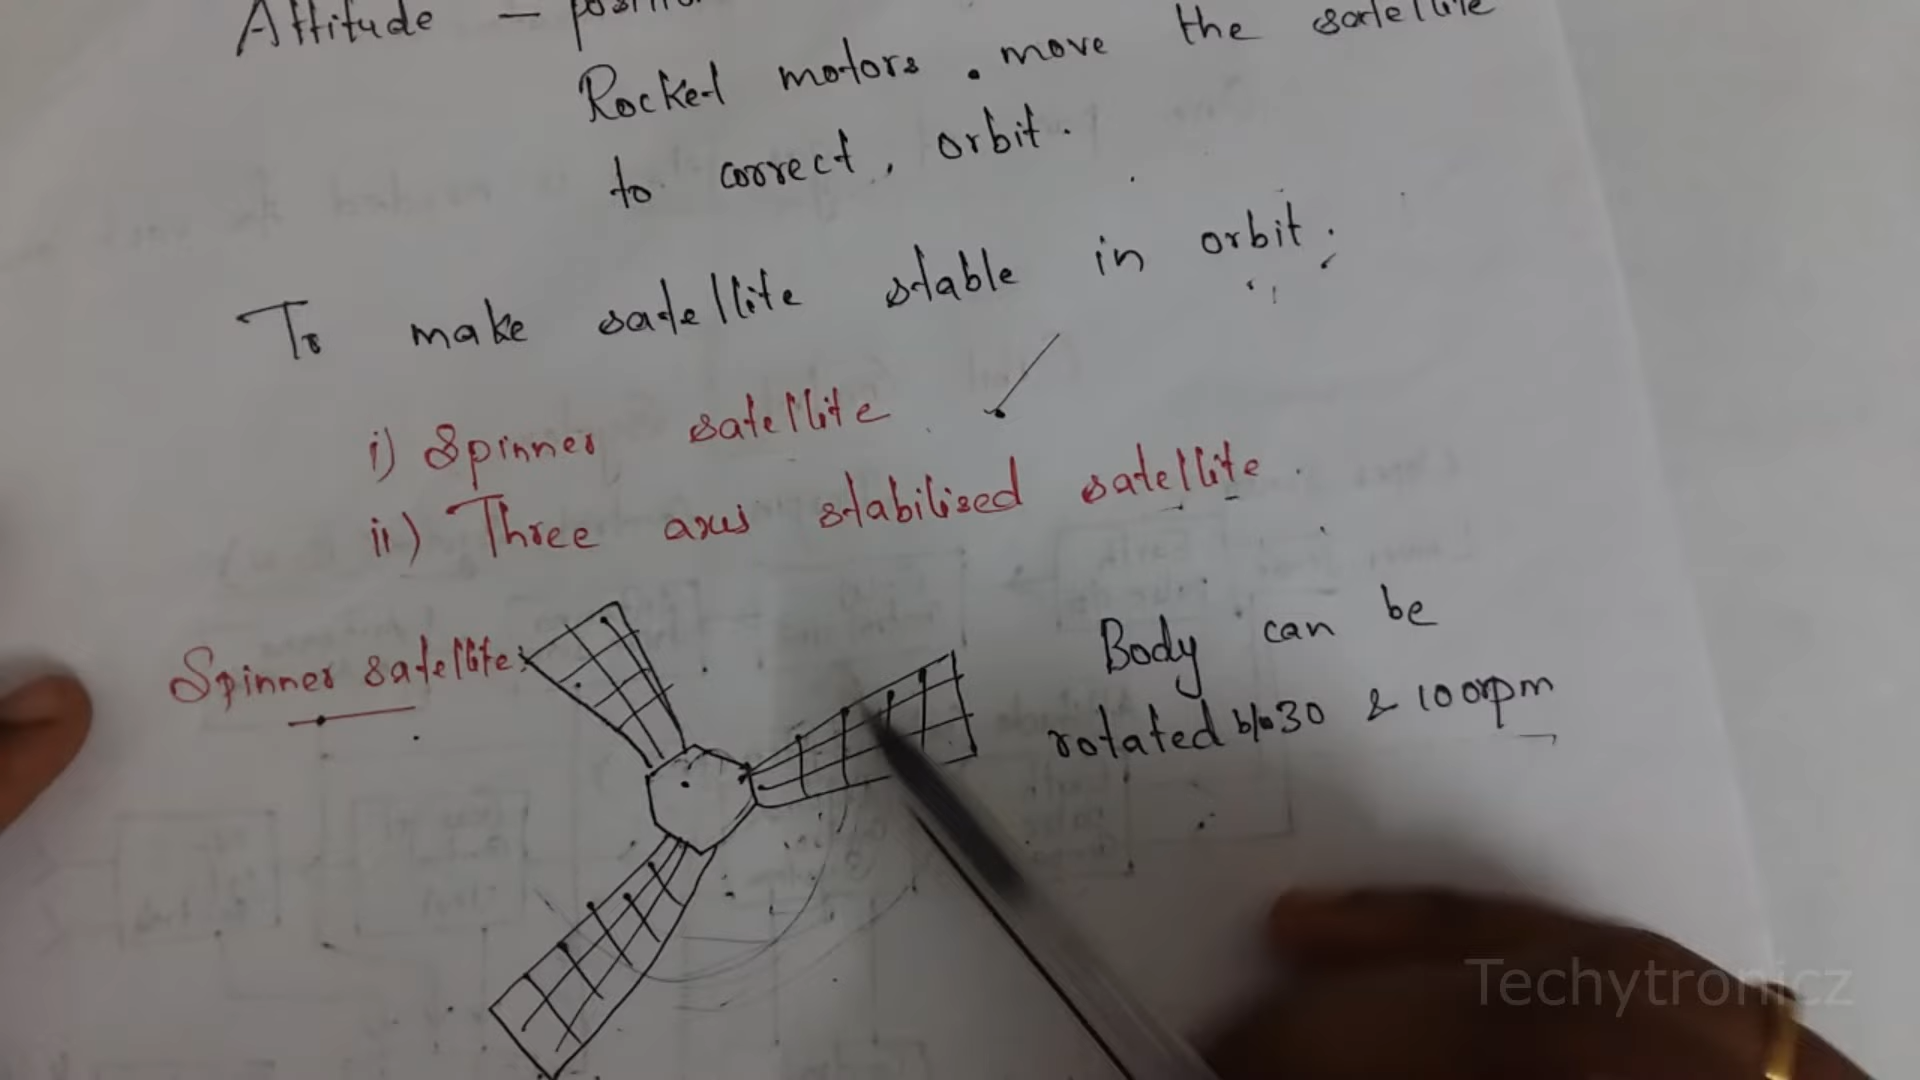 Attitude –
Rocket motors . move the satellite
to correct , orbit .
To make satellite stable in orbit .
i) Spinner satellite
ii) Three axis stabilised satellite .
Spinner satellite :
Body can be
rotated b/w 30 & 100rpm
Techytronicz